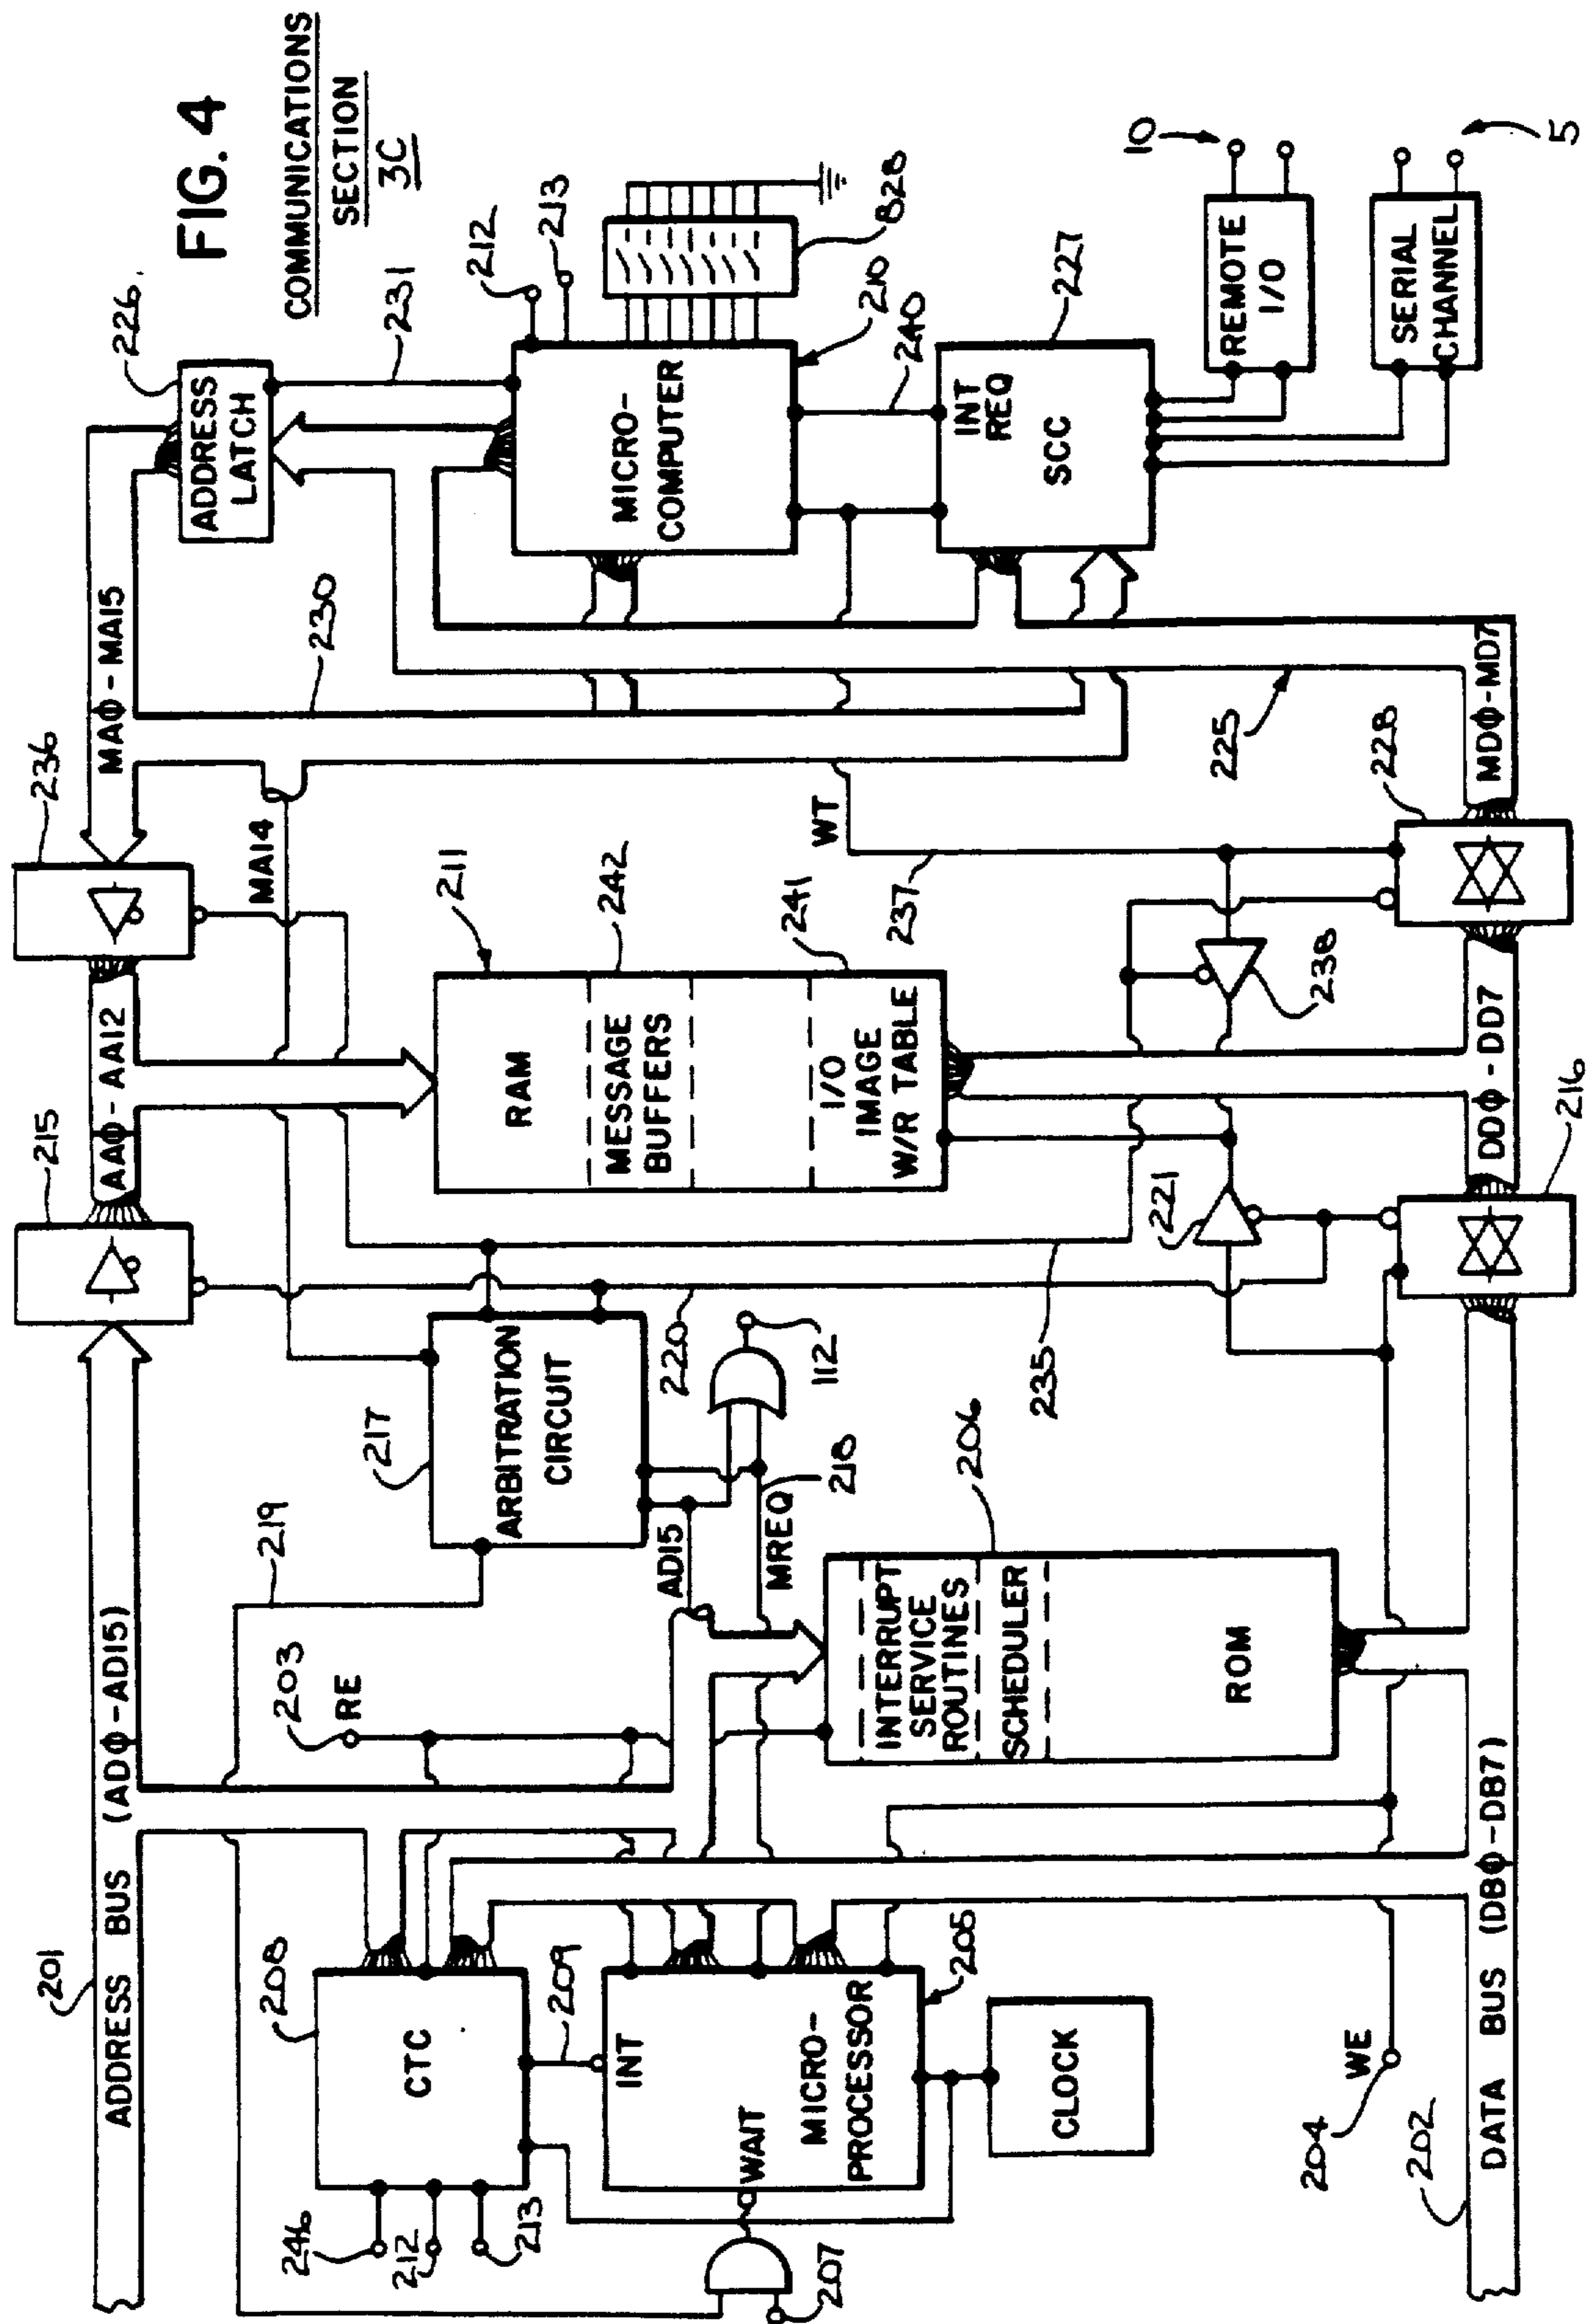 FIG. 4
COMMUNICATIONS
SECTION
3C
201
ADDRESS BUS (ADΦ-AD15)
215
AAΦ-AA12
236
MAΦ-MA15
226
ADDRESS
LATCH
231
230
MA14
219
203
RE
208
CTC
246
212
213
209
INT
WAIT
MICRO-
PROCESSOR
205
207
CLOCK
217
ARBITRATION
CIRCUIT
AD15
MREQ
218
112
220
235
206
INTERRUPT
SERVICE
ROUTINES
SCHEDULER
ROM
211
RAM
242
MESSAGE
BUFFERS
241
I/O
IMAGE
W/R TABLE
221
238
237
WT
212
213
MICRO-
COMPUTER
828
210
240
INT
REQ
SCC
227
REMOTE
I/O
10
SERIAL
CHANNEL
5
225
228
MDΦ-MD7
DDΦ-DD7
216
WE
204
202
DATA BUS (DBΦ-DB7)